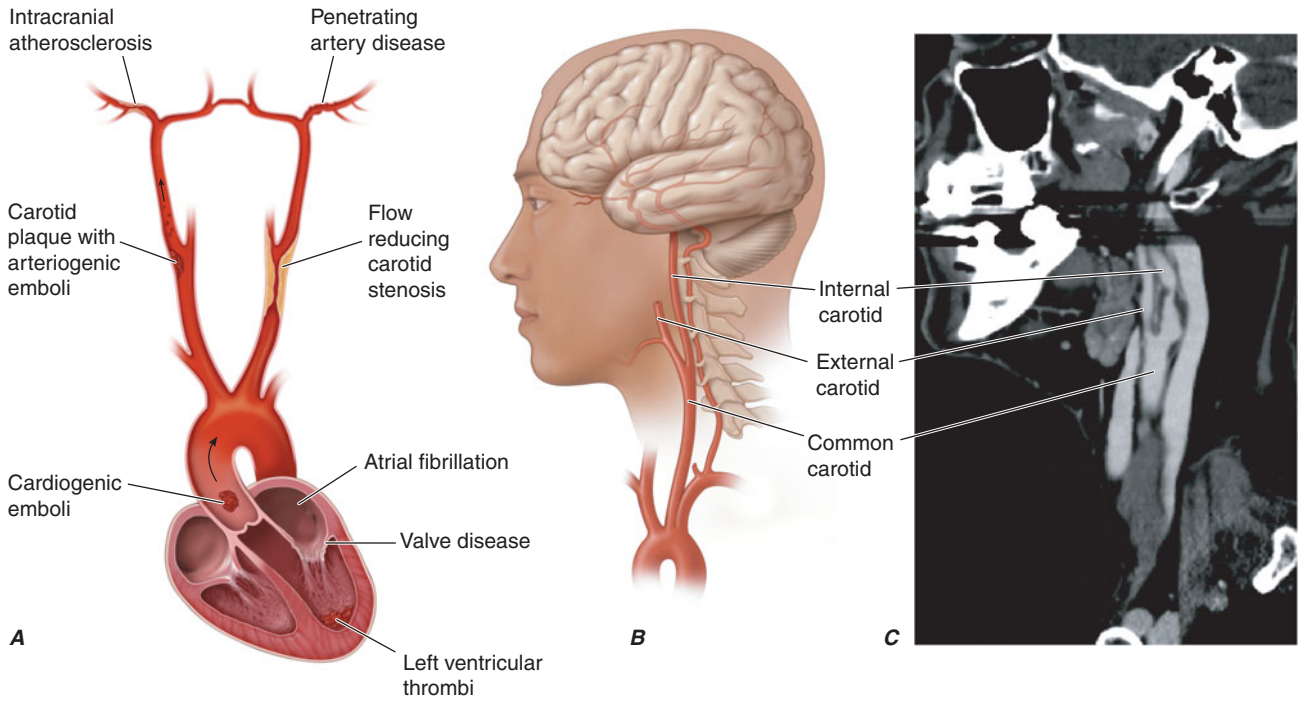 Intracranial
atherosclerosis
Penetrating
artery disease
Carotid
plaque with
arteriogenic
emboli
Flow
reducing
carotid
stenosis
Cardiogenic
emboli
Atrial fibrillation
Valve disease
Left ventricular
thrombi
A
Internal
carotid
External
carotid
Common
carotid
B
C